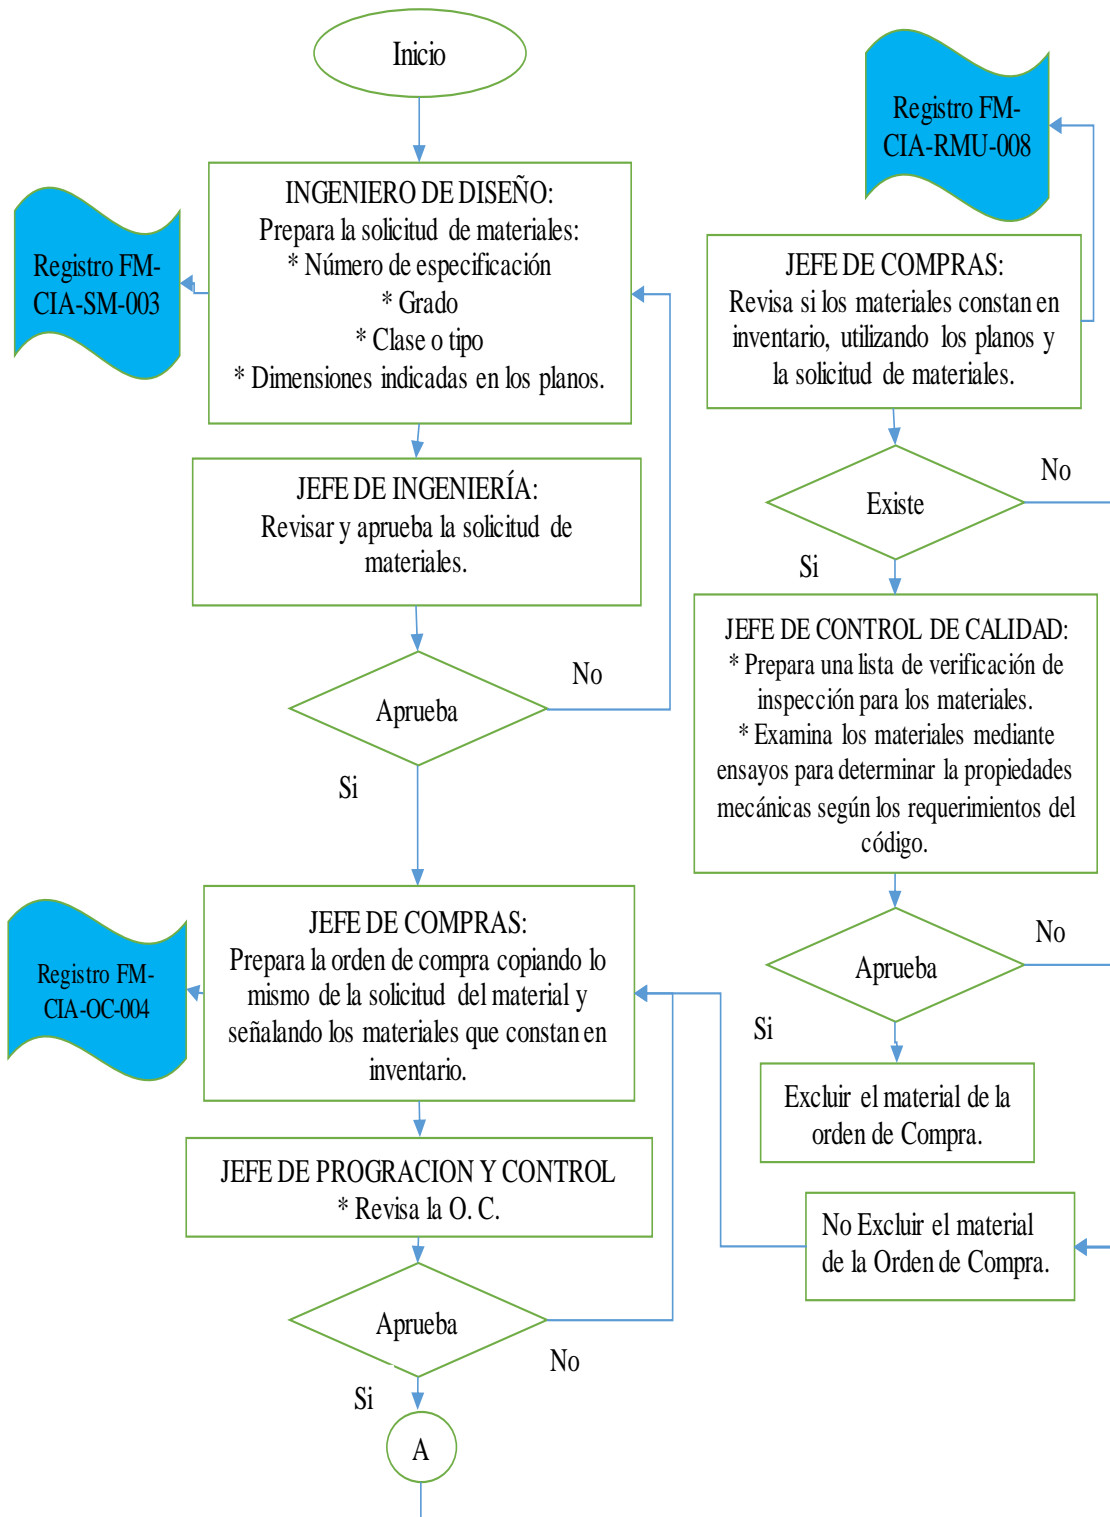 Inicio
INGENIERO DE DISEÑO:
Prepara la solicitud de materiales:
* Número de especificación
* Grado
* Clase o tipo
* Dimensiones indicadas en los planos.
Registro FM-
CIA-SM-003
JEFE DE INGENIERÍA:
Revisar y aprueba la solicitud de
materiales.
Aprueba
No
Si
JEFE DE COMPRAS:
Prepara la orden de compra copiando lo
mismo de la solicitud del material y
señalando los materiales que constan en
inventario.
Registro FM-
CIA-OC-004
JEFE DE PROGRACION Y CONTROL
* Revisa la O. C.
Aprueba
No
Si
A
Registro FM-
CIA-RMU-008
JEFE DE COMPRAS:
Revisa si los materiales constan en
inventario, utilizando los planos y
la solicitud de materiales.
Existe
No
Si
JEFE DE CONTROL DE CALIDAD:
* Prepara una lista de verificación de
inspección para los materiales.
* Examina los materiales mediante
ensayos para determinar la propiedades
mecánicas según los requerimientos del
código.
Aprueba
No
Si
Excluir el material de la
orden de Compra.
No Excluir el material
de la Orden de Compra.